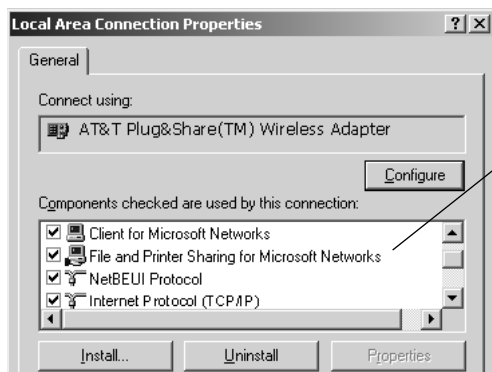 Local Area Connection Properties
General
Connect using:
AT&T Plug&Share(TM) Wireless Adapter
Configure
Components checked are used by this connection:
Client for Microsoft Networks
File and Printer Sharing for Microsoft Networks
NetBEUI Protocol
Internet Protocol (TCP/IP)
Install... Uninstall Properties